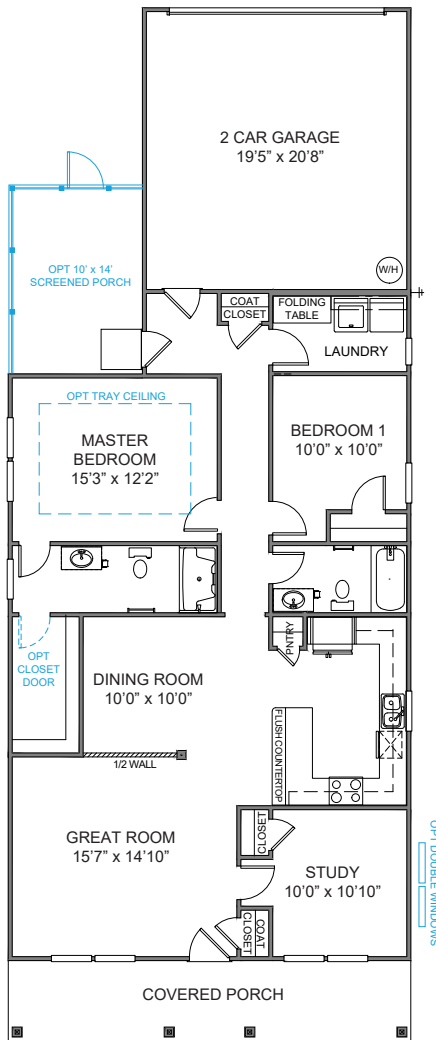 2 CAR GARAGE
19'5" x 20'8"
W/H
OPT 10' x 14'
SCREENED PORCH
COAT
CLOSET
FOLDING
TABLE
LAUNDRY
OPT TRAY CEILING
MASTER
BEDROOM
15'3" x 12'2"
BEDROOM 1
10'0" x 10'0"
OPT
CLOSET
DOOR
DINING ROOM
10'0" x 10'0"
PNTRY
FLUSH COUNTERTOP
1/2 WALL
GREAT ROOM
15'7" x 14'10"
CLOSET
STUDY
10'0" x 10'10"
OPT DOUBLE WINDOWS
COAT
CLOSET
COVERED PORCH